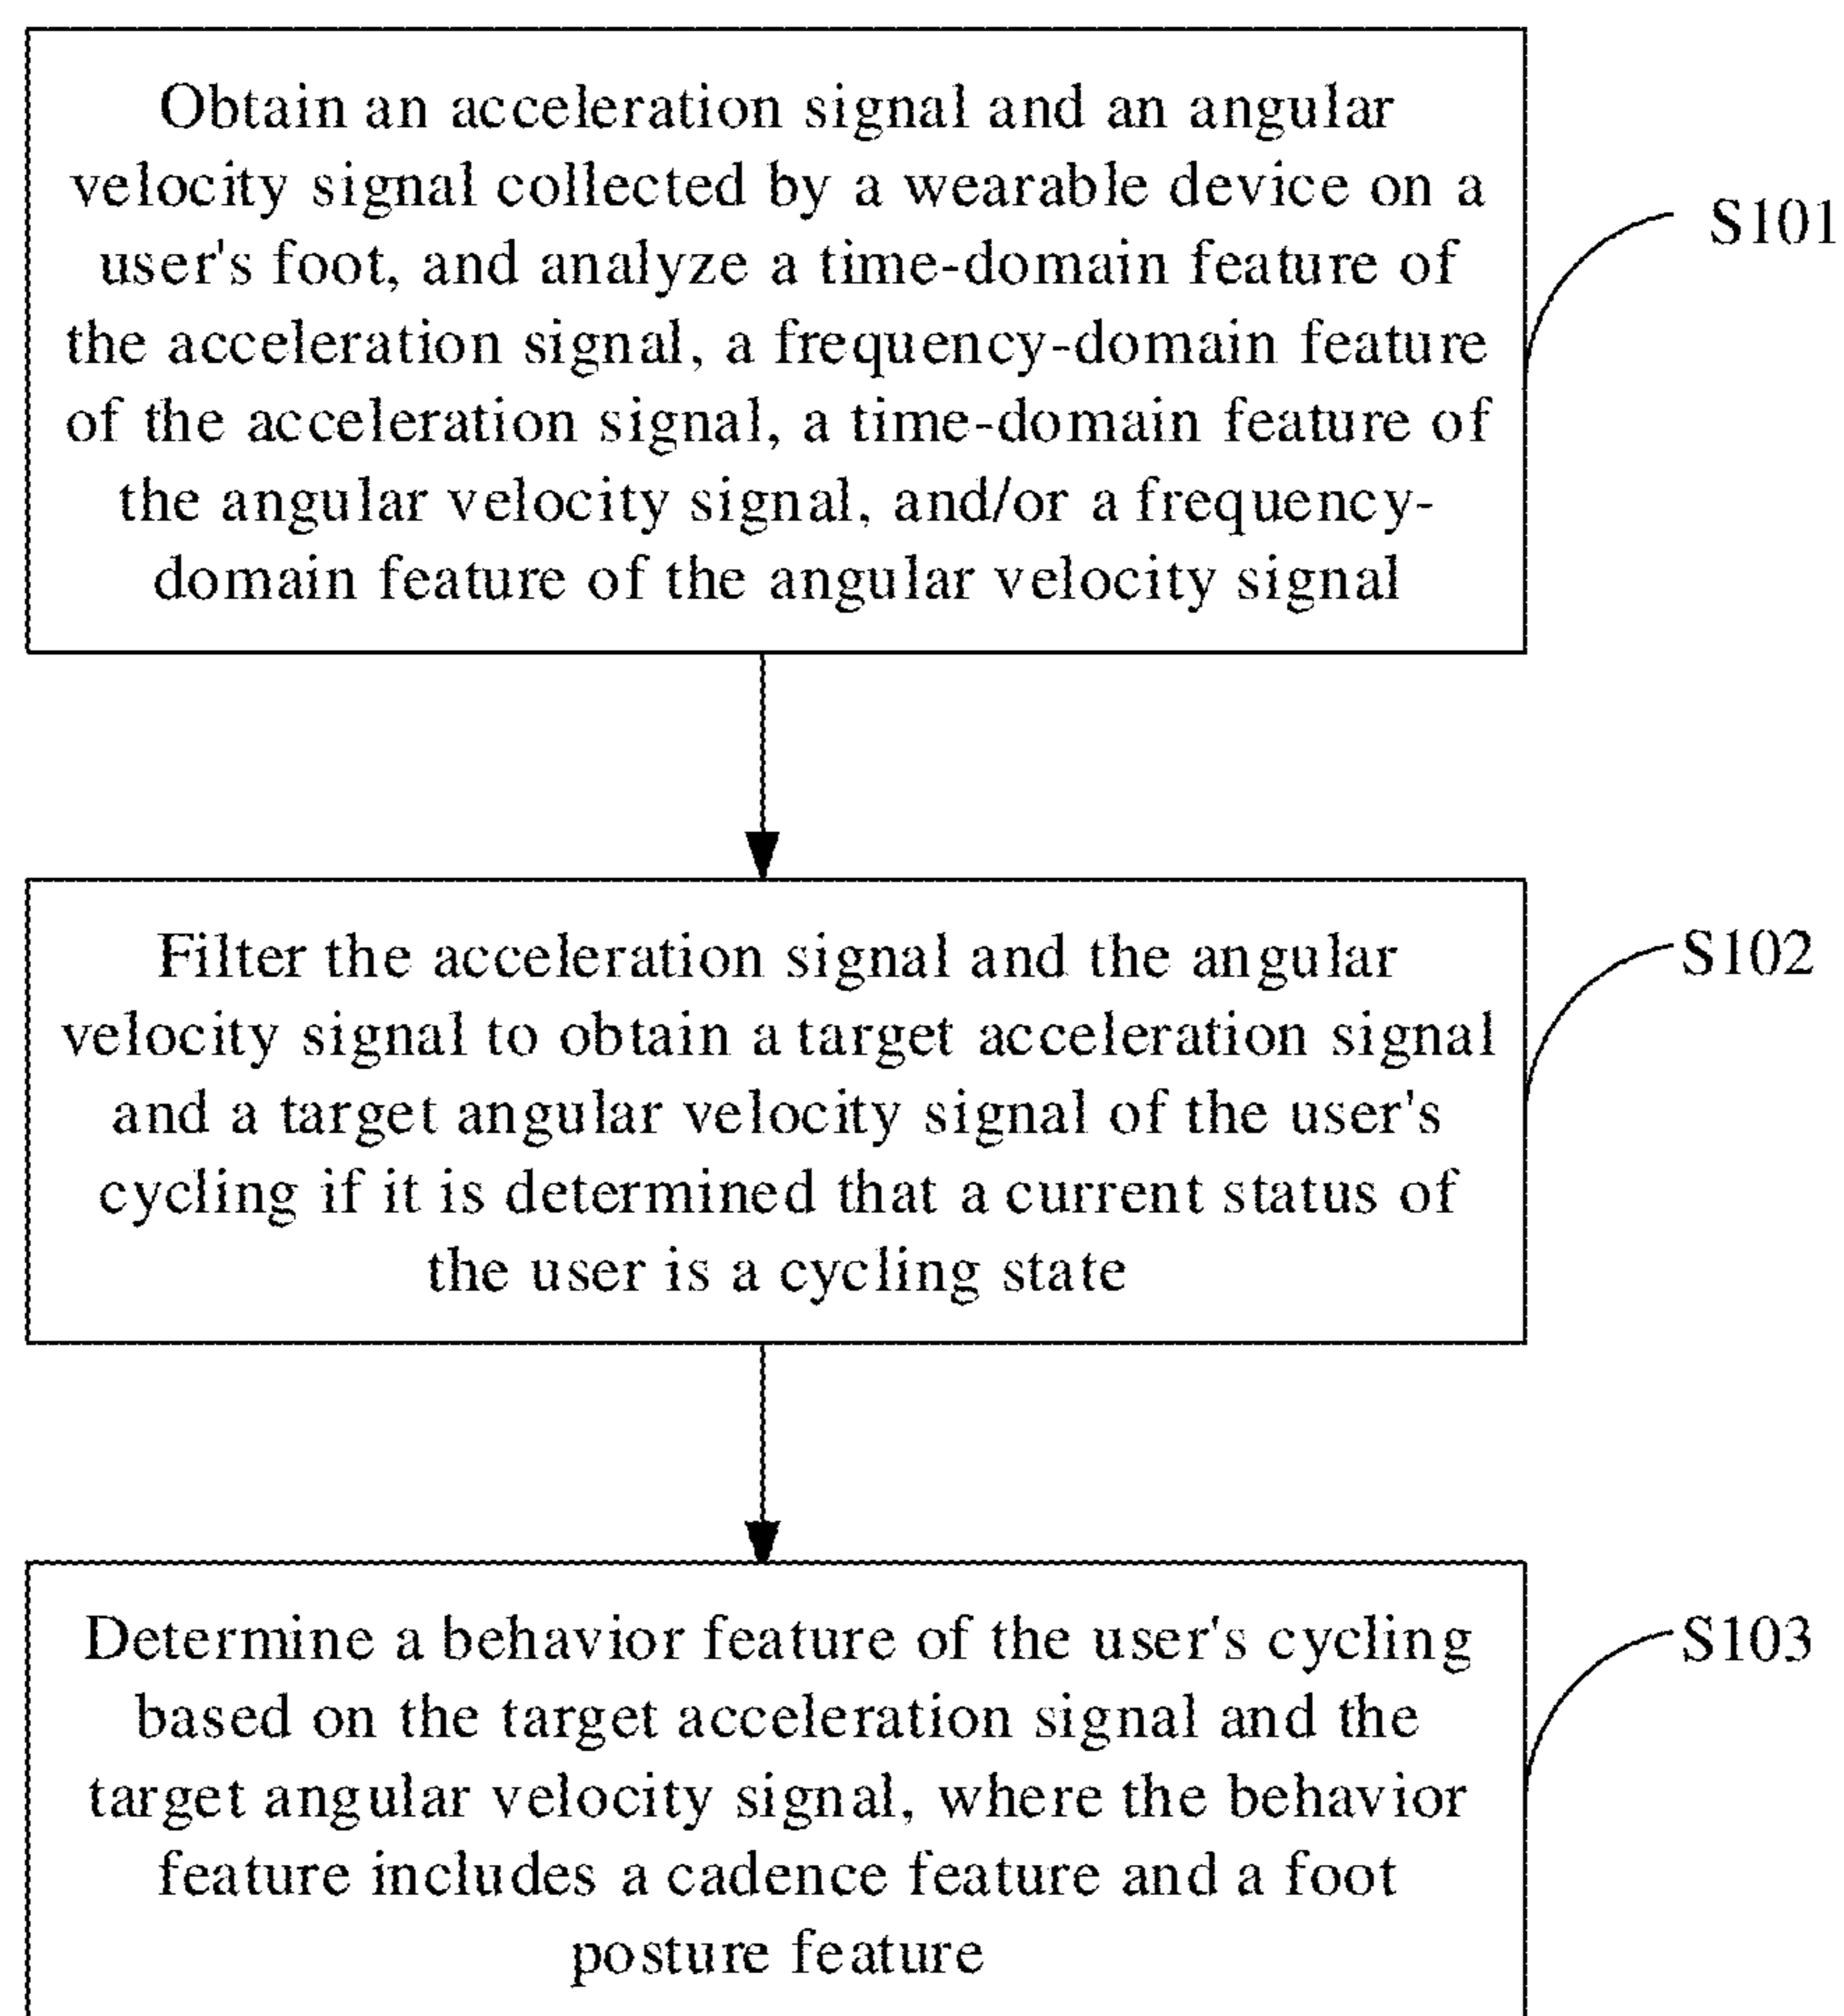 Obtain an acceleration signal and an angular
velocity signal collected by a wearable device on a
user's foot, and analyze a time-domain feature of
the acceleration signal, a frequency-domain feature
of the acceleration signal, a time-domain feature of
the angular velocity signal, and/or a frequency-
domain feature of the angular velocity signal
S101
Filter the acceleration signal and the angular
velocity signal to obtain a target acceleration signal
and a target angular velocity signal of the user's
cycling if it is determined that a current status of
the user is a cycling state
S102
Determine a behavior feature of the user's cycling
based on the target acceleration signal and the
target angular velocity signal, where the behavior
feature includes a cadence feature and a foot
posture feature
S103